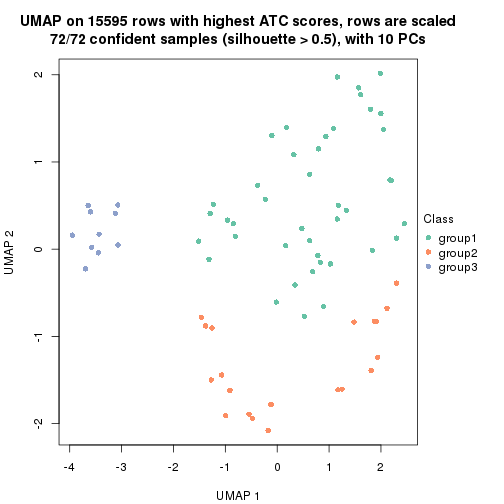 UMAP on 15595 rows with highest ATC scores, rows are scaled
72/72 confident samples (silhouette > 0.5), with 10 PCs
2
1
0
-1
-2
UMAP 2
-4
-3
-2
-1
0
1
2
UMAP 1
Class
group1
group2
group3